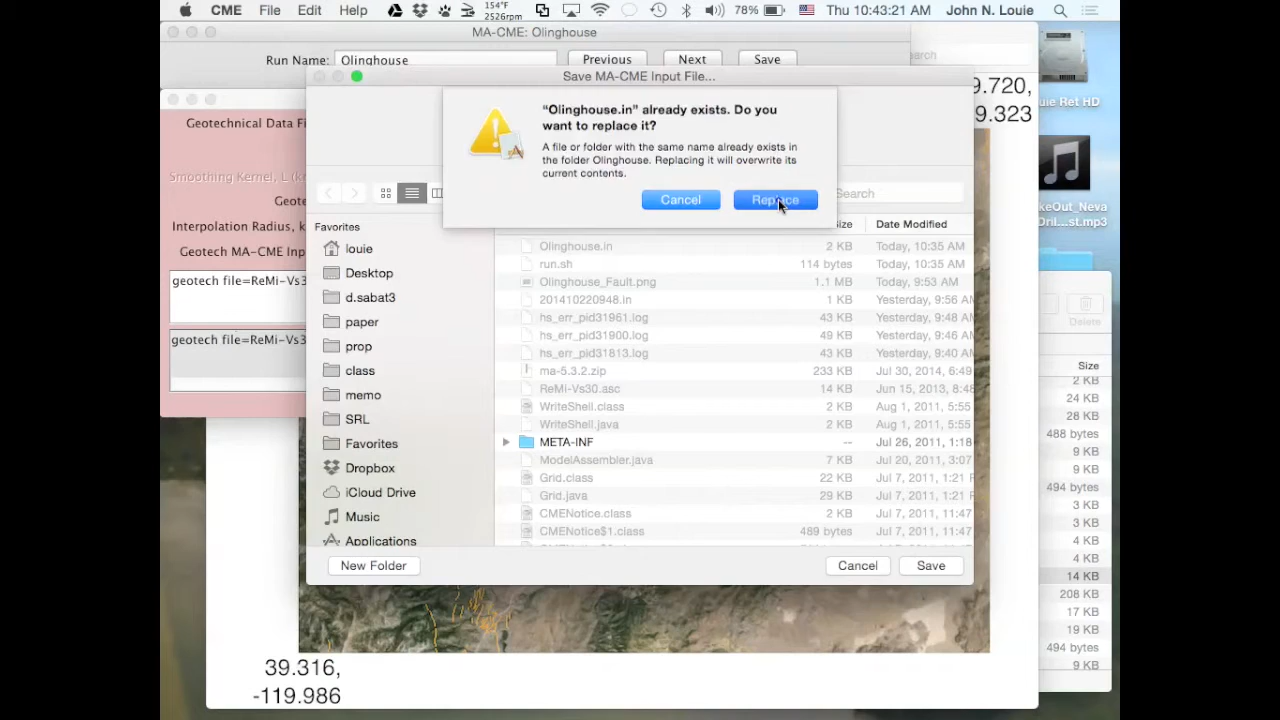 CME File Edit Help 154°F 2526rpm 78% Thu 10:43:21 AM John N. Louie
MA-CME: Olinghouse
Run Name: Olinghouse Previous Next Save
Save MA-CME Input File...
“Olinghouse.in” already exists. Do you
want to replace it?
A file or folder with the same name already exists in
the folder Olinghouse. Replacing it will overwrite its
current contents.
Cancel Replace
Search
Geotechnical Data Fi
Smoothing Kernel, L (k
Geote
Interpolation Radius, k
Geotech MA-CME Inp
geotech file=ReMi-Vs3
geotech file=ReMi-Vs3
Favorites
louie
Desktop
d.sabat3
paper
prop
class
memo
SRL
Favorites
Dropbox
iCloud Drive
Music
Applications
Size Date Modified
Olinghouse.in 2 KB Today, 10:35 AM
run.sh 114 bytes Today, 10:35 AM
Olinghouse_Fault.png 1.1 MB Today, 9:53 AM
201410220948.in 1 KB Yesterday, 9:56 AM
hs_err_pid31961.log 43 KB Yesterday, 9:48 AM
hs_err_pid31900.log 49 KB Yesterday, 9:46 AM
hs_err_pid31813.log 43 KB Yesterday, 9:40 AM
ma-5.3.2.zip 233 KB Jul 30, 2014, 6:49
ReMi-Vs30.asc 14 KB Jun 15, 2013, 8:48
WriteShell.class 2 KB Aug 1, 2011, 5:55
WriteShell.java 2 KB Aug 1, 2011, 5:55
META-INF -- Jul 26, 2011, 1:18
ModelAssembler.java 7 KB Jul 20, 2011, 3:07
Grid.class 22 KB Jul 7, 2011, 1:21 F
Grid.java 29 KB Jul 7, 2011, 1:21 F
CMENotice.class 2 KB Jul 7, 2011, 11:47
CMENotice$1.class 489 bytes Jul 7, 2011, 11:47
New Folder Cancel Save
earch
9.720,
9.323
39.316,
-119.986
uie Ret HD
keOut_Neva
Dril...st.mp3
Delete
Size
2 KB
24 KB
28 KB
488 bytes
9 KB
9 KB
494 bytes
3 KB
3 KB
4 KB
4 KB
14 KB
208 KB
17 KB
19 KB
494 bytes
9 KB